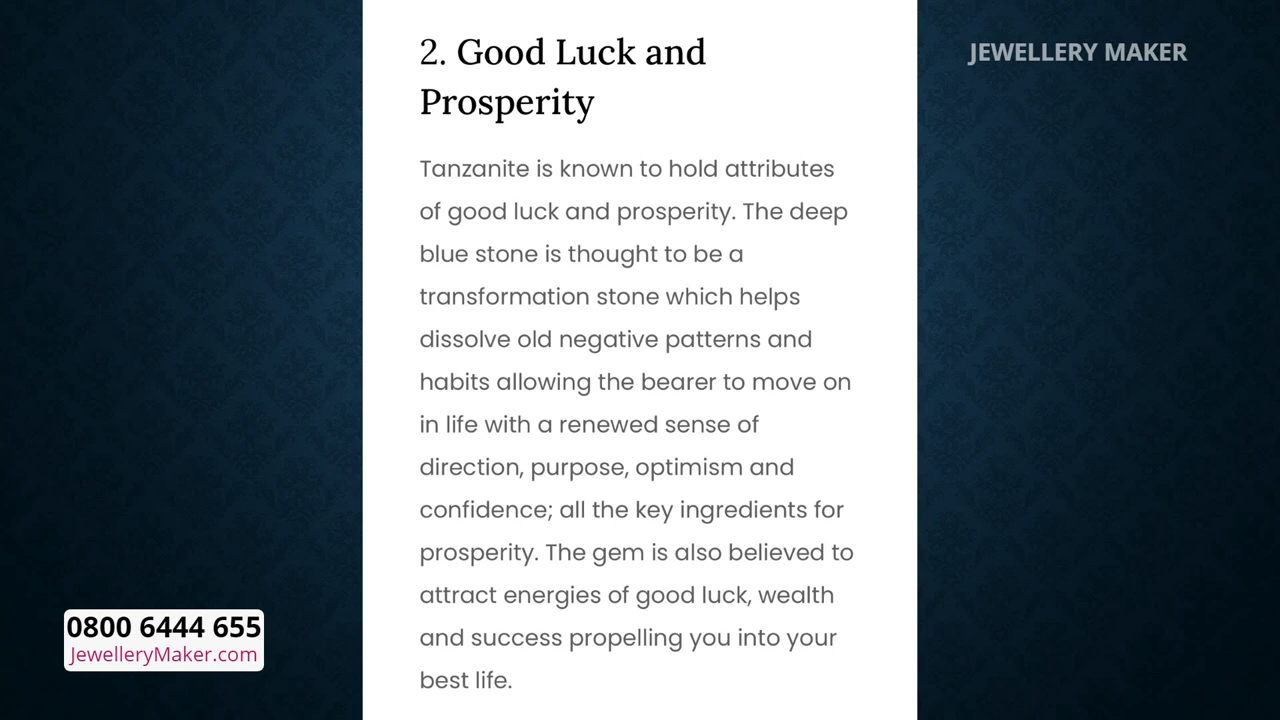 2. Good Luck and
Prosperity
JEWELLERY MAKER
Tanzanite is known to hold attributes
of good luck and prosperity. The deep
blue stone is thought to be a
transformation stone which helps
dissolve old negative patterns and
habits allowing the bearer to move on
in life with a renewed sense of
direction, purpose, optimism and
confidence; all the key ingredients for
prosperity. The gem is also believed to
attract energies of good luck, wealth
and success propelling you into your
best life.
0800 6444 655
JewelleryMaker.com